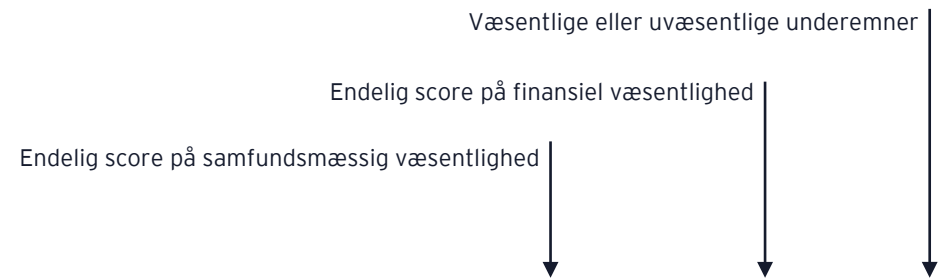 Væsentlige eller uvæsentlige underemner
Endelig score på finansiel væsentlighed
Endelig score på samfundsmæssig væsentlighed